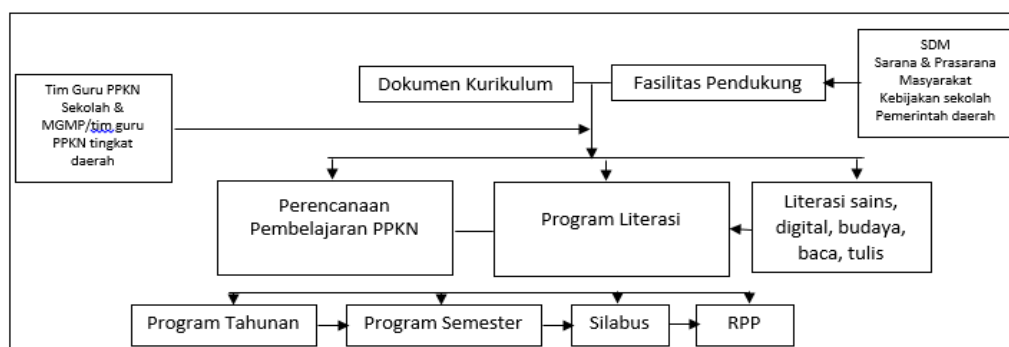 SDM
Sarana & Prasarana
Masyarakat
Kebijakan sekolah
Pemerintah daerah
Dokumen Kurikulum
Fasilitas Pendukung
Tim Guru PPKN
Sekolah &
MGMP/tim guru
PPKN tingkat
daerah
Perencanaan
Pembelajaran PPKN
Program Literasi
Literasi sains,
digital, budaya,
baca, tulis
Program Tahunan
Program Semester
Silabus
RPP